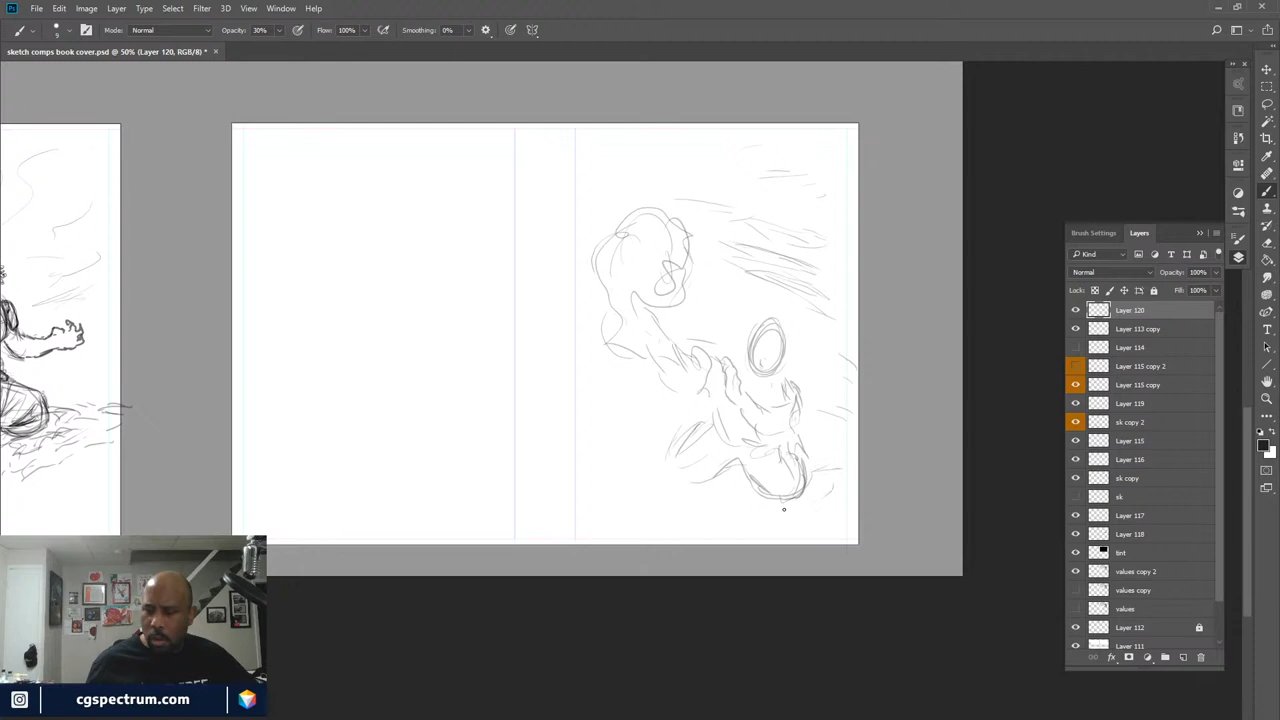 Ps File Edit Image Layer Type Select Filter 3D View Window Help
9 Mode: Normal Opacity: 30% Flow: 100% Smoothing: 0%
sketch comps book cover.psd @ 50% (Layer 120, RGB/8) *
Brush Settings Layers
Kind
Normal Opacity: 100%
Lock: Fill: 100%
Layer 120
Layer 113 copy
Layer 114
Layer 115 copy 2
Layer 115 copy
Layer 119
sk copy 2
Layer 115
Layer 116
sk copy
sk
Layer 117
Layer 118
tint
values copy 2
values copy
values
Layer 112
Layer 111
fx
cgspectrum.com